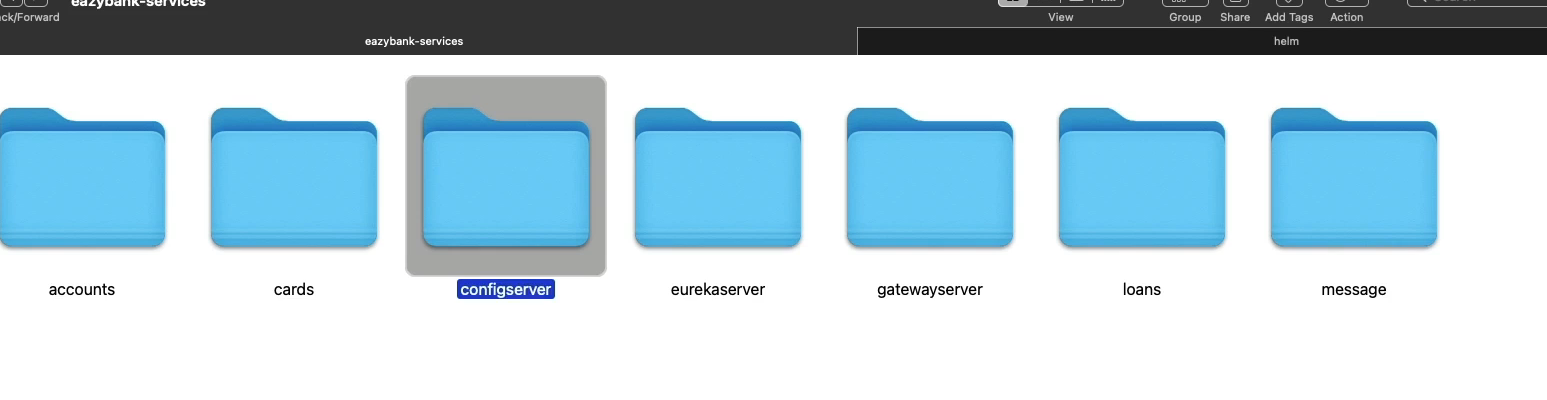 eazybank-services
ck/Forward
View
Group
Share
Add Tags
Action
eazybank-services
helm
accounts
cards
configserver
eurekaserver
gatewayserver
loans
message